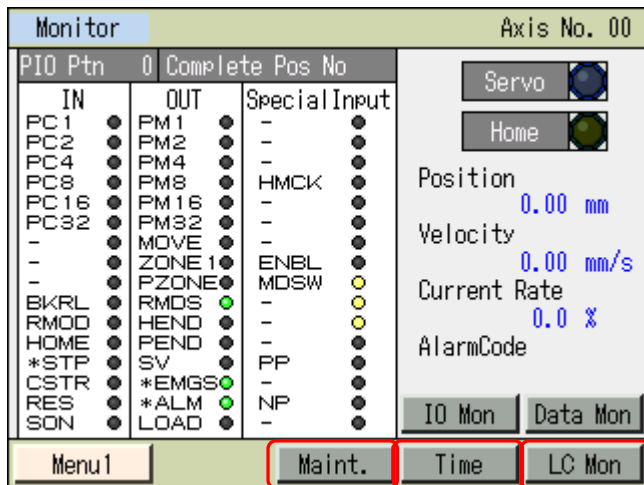 Monitor Axis No. 00
PIO Ptn 0 Complete Pos No
IN OUT Special Input
PC1 PM1 -
PC2 PM2 -
PC4 PM4 -
PC8 PM8 HMCK
PC16 PM16 -
PC32 PM32 -
- MOVE -
- ZONE1 ENBL
- PZONE MDSW
BKRL RMDS -
RMOD HEND -
HOME PEND -
*STP SV PP
CSTR *EMGS -
RES *ALM NP
SON LOAD -
Servo
Home
Position
0.00 mm
Velocity
0.00 mm/s
Current Rate
0.0 %
AlarmCode
IO Mon Data Mon
Menu1 Maint. Time LC Mon